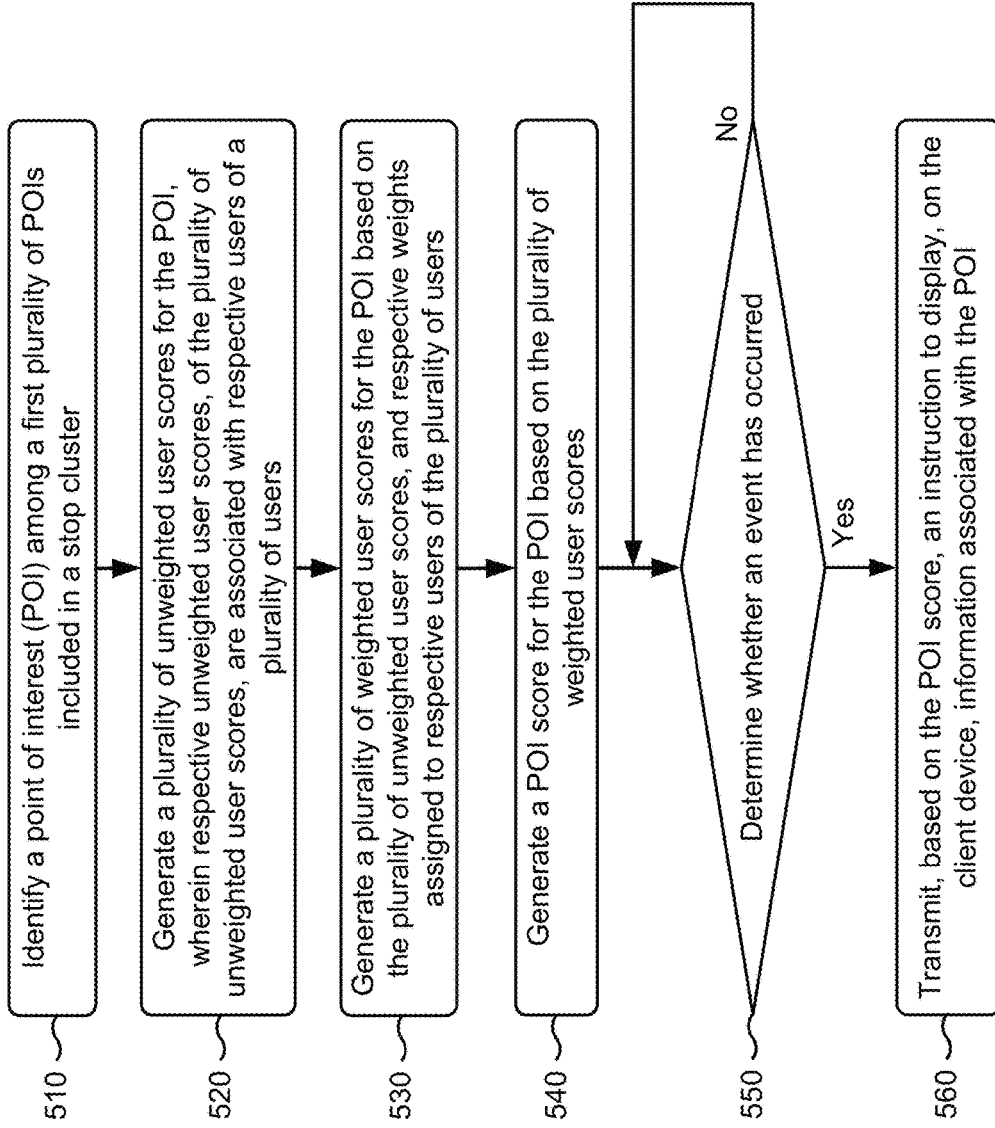 510
Identify a point of interest (POI) among a first plurality of POIs
included in a stop cluster
520
Generate a plurality of unweighted user scores for the POI,
wherein respective unweighted user scores, of the plurality of
unweighted user scores, are associated with respective users of a
plurality of users
530
Generate a plurality of weighted user scores for the POI based on
the plurality of unweighted user scores, and respective weights
assigned to respective users of the plurality of users
540
Generate a POI score for the POI based on the plurality of
weighted user scores
550
Determine whether an event has occurred
No
Yes
560
Transmit, based on the POI score, an instruction to display, on the
client device, information associated with the POI